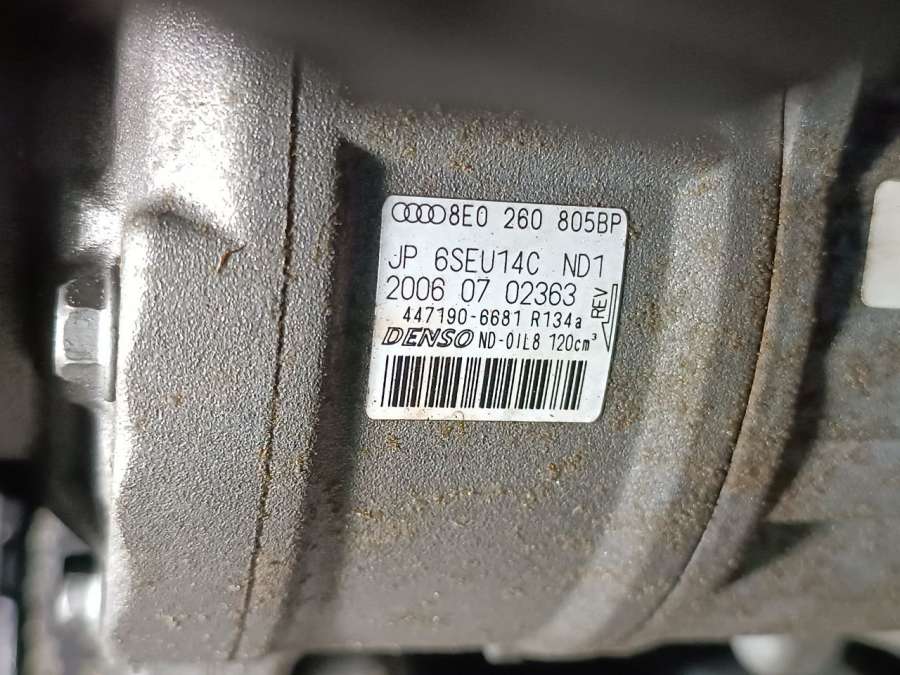 8E0 260 805BP
JP 6SEU14C ND1
2006 07 02363
447190-6681 R134a
DENSO ND-OIL8 120cm³
REV